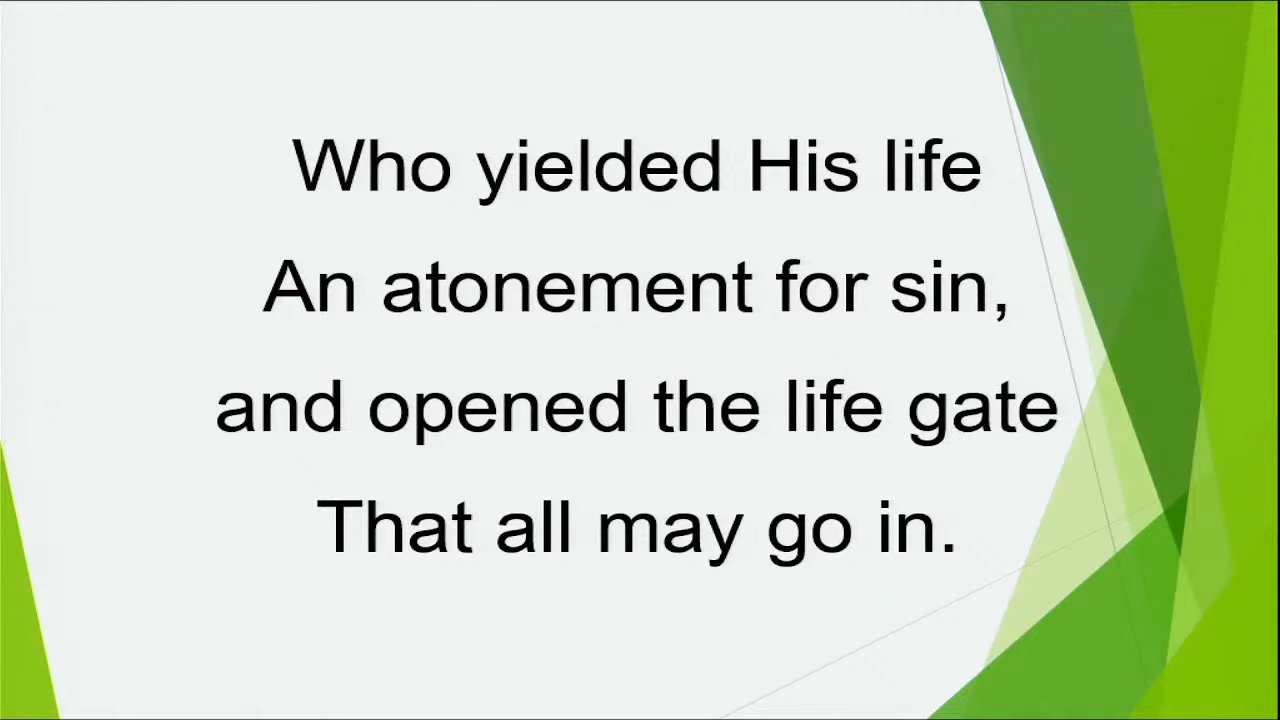 Who yielded His life
An atonement for sin,
and opened the life gate
That all may go in.